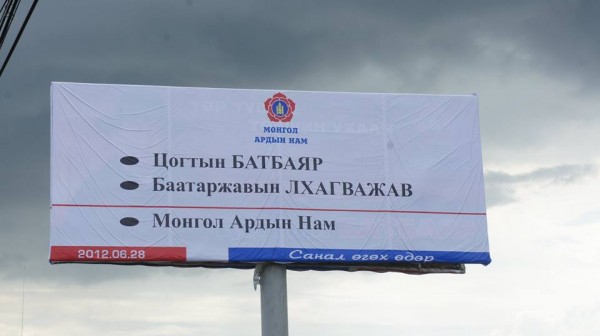 МОНГОЛ
АРДЫН НАМ
Цогтын БАТБАЯР
Баатаржавын ЛХАГВАЖАВ
Монгол Ардын Нам
2012.06.28
Санал өгөх өдөр